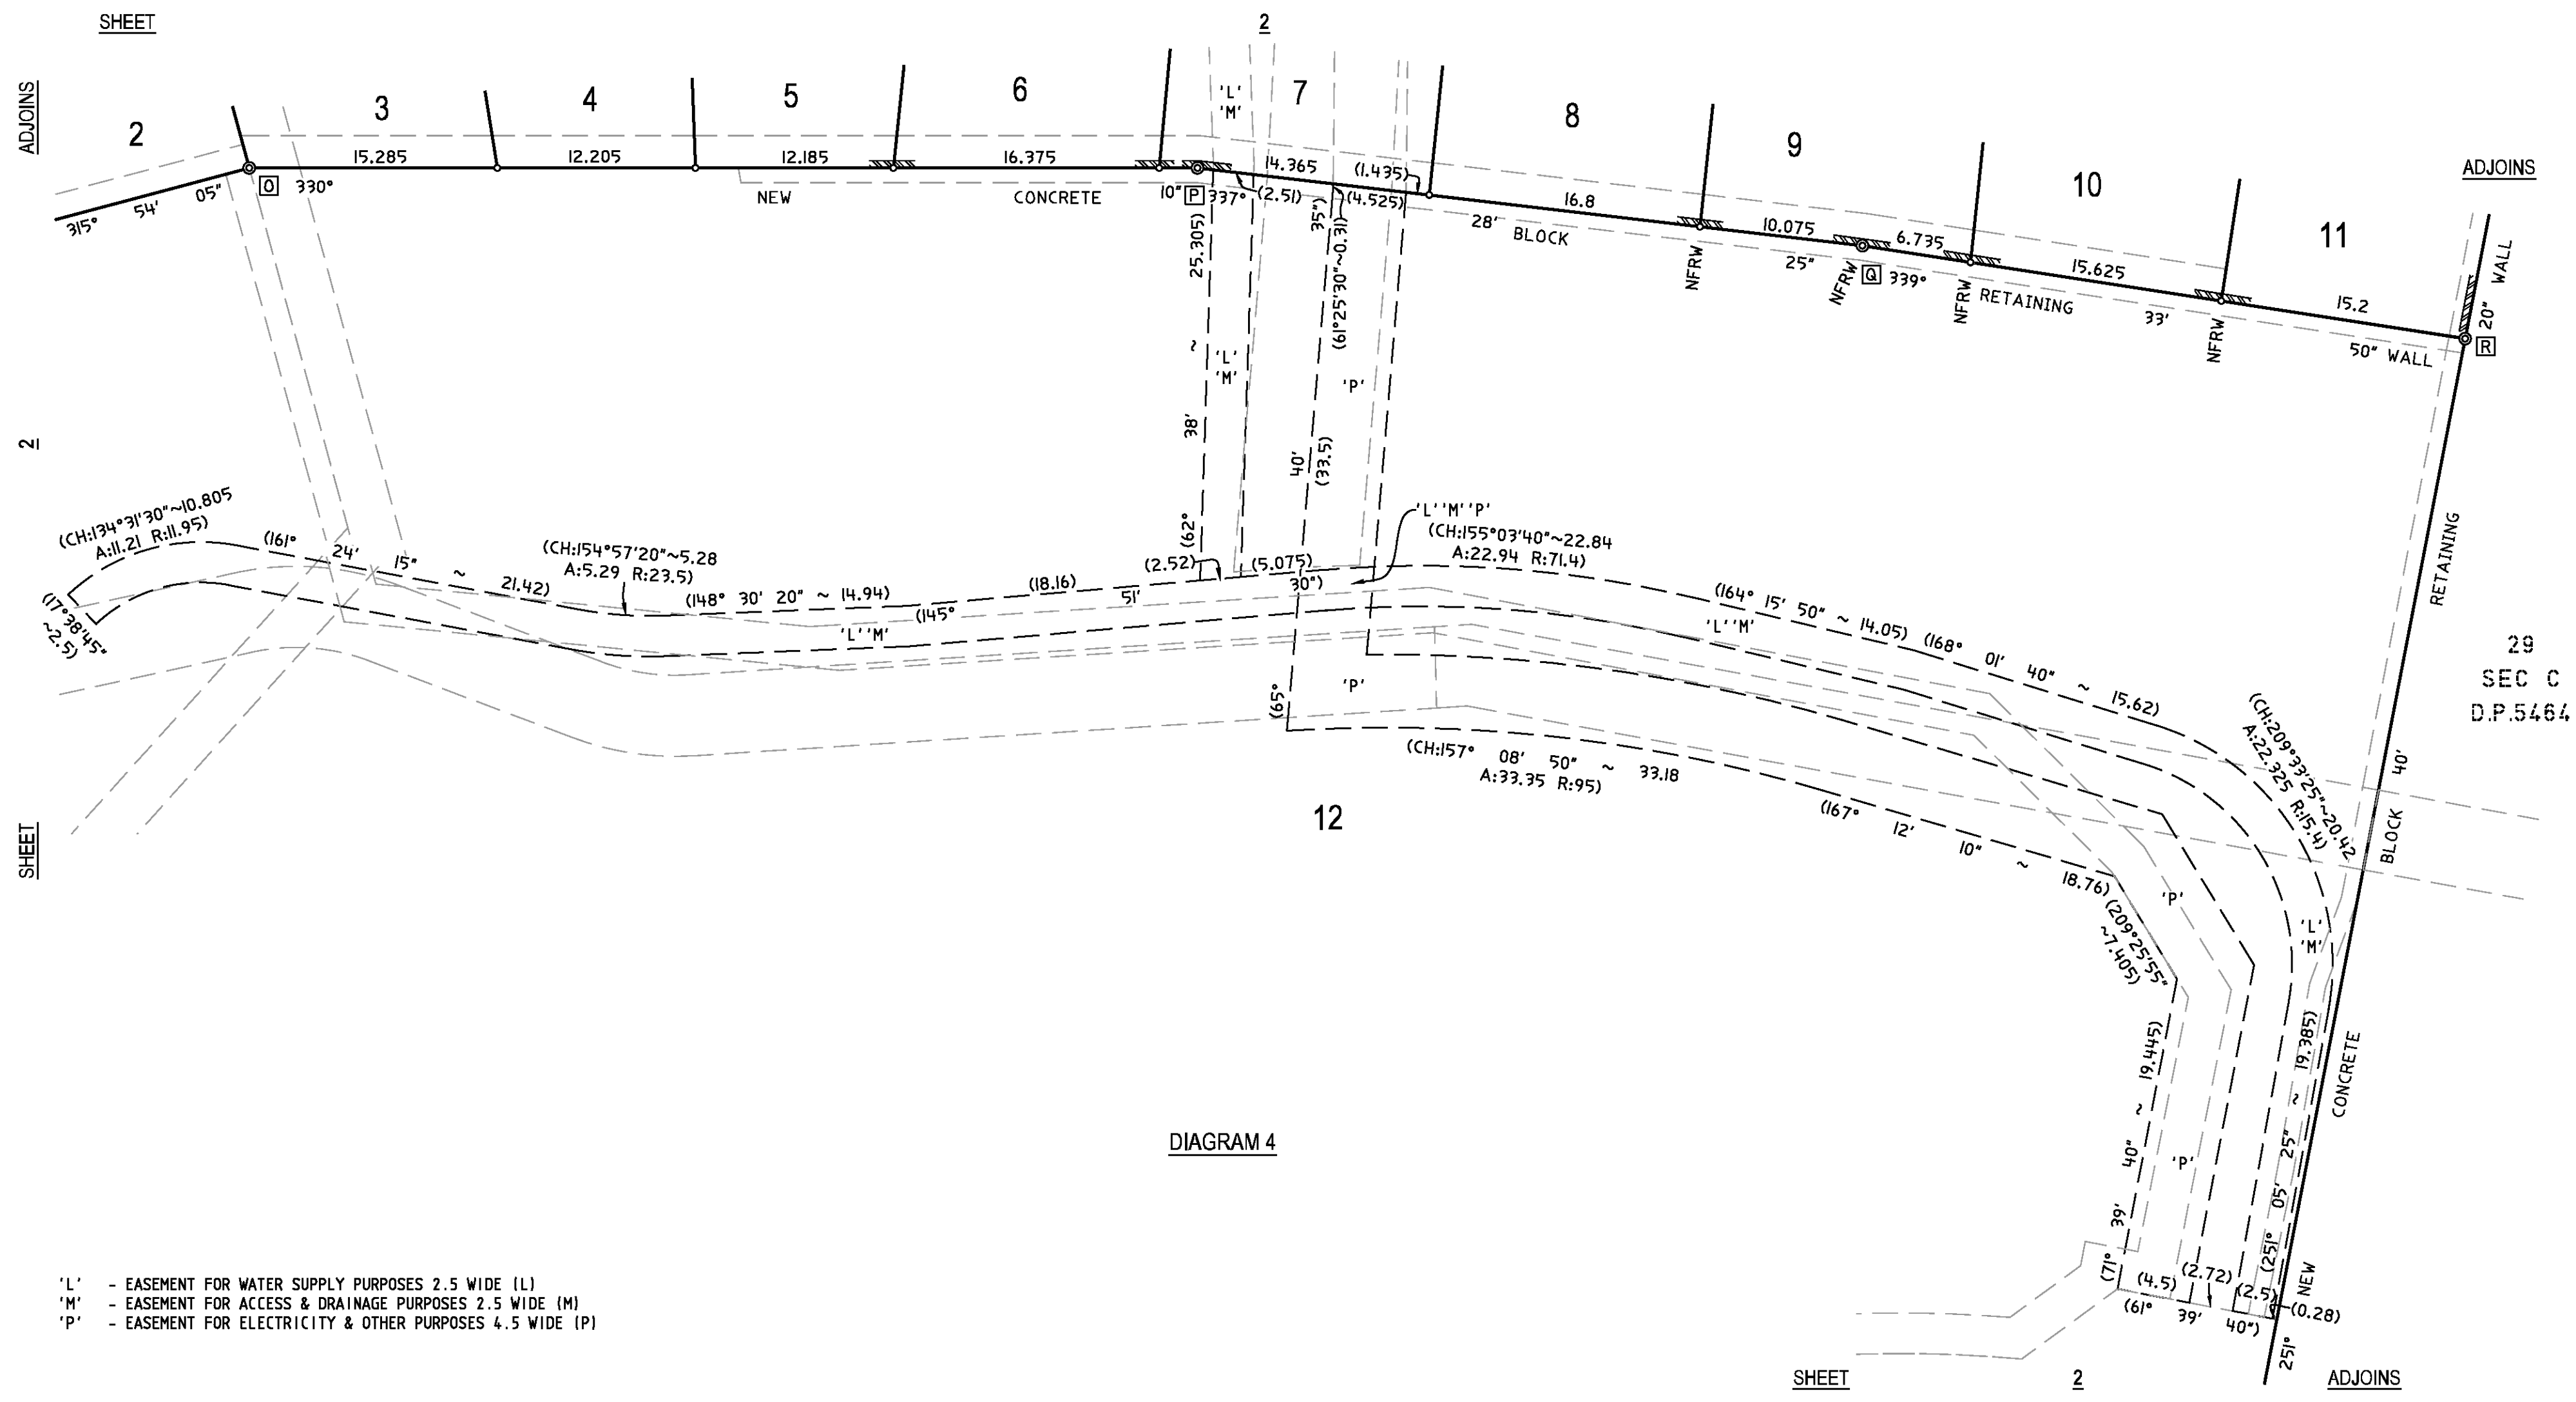 SHEET
2
ADJOINS
2
3
4
5
6
'L'
'M'
7
8
9
10
11
ADJOINS
15.285
12.205
12.185
16.375
14.365
(1.435)
16.8
10.075
6.735
15.625
15.2
315° 54' 05"
O 330°
NEW CONCRETE
10" P 337°
(2.51)
(4.525)
28' BLOCK
25"
Q 339°
RETAINING
33'
50" WALL
R
20" WALL
NFRW
NFRW
NFRW
NFRW
(62° 38' ~ 25.305)
'L'
'M'
35")
(61°25'30"~0.31)
'P'
40'
(33.5)
(65°
2
(CH:134°31'30"~10.805
A:11.21 R:11.95)
(161° 24' 15" ~ 21.42)
(CH:154°57'20"~5.28
A:5.29 R:23.5)
(148° 30' 20" ~ 14.94)
(145° 51' 30")
(18.16)
(2.52)
(5.075)
'L''M''P'
(CH:155°03'40"~22.84
A:22.94 R:71.4)
(164° 15' 50" ~ 14.05)
(168° 01' 40" ~ 15.62)
'L''M'
'L''M'
(17°38'45"
~2.5)
'P'
(CH:157° 08' 50" ~ 33.18
A:33.35 R:95)
(167° 12' 10" ~ 18.76)
(CH:209°33'25"~20.42
A:22.325 R:15.4)
29
SEC C
D.P.5464
RETAINING
40'
BLOCK
CONCRETE
NEW
251°
SHEET
12
(209°25'55"
~7.405)
'P'
'L'
'M'
(71° 39' 40" ~ 19.445)
'P'
(251° 05' 25" ~ 19.385)
(4.5)
(2.72)
(2.5)
(0.28)
(61° 39' 40")
DIAGRAM 4
'L' - EASEMENT FOR WATER SUPPLY PURPOSES 2.5 WIDE (L)
'M' - EASEMENT FOR ACCESS & DRAINAGE PURPOSES 2.5 WIDE (M)
'P' - EASEMENT FOR ELECTRICITY & OTHER PURPOSES 4.5 WIDE (P)
SHEET
2
ADJOINS